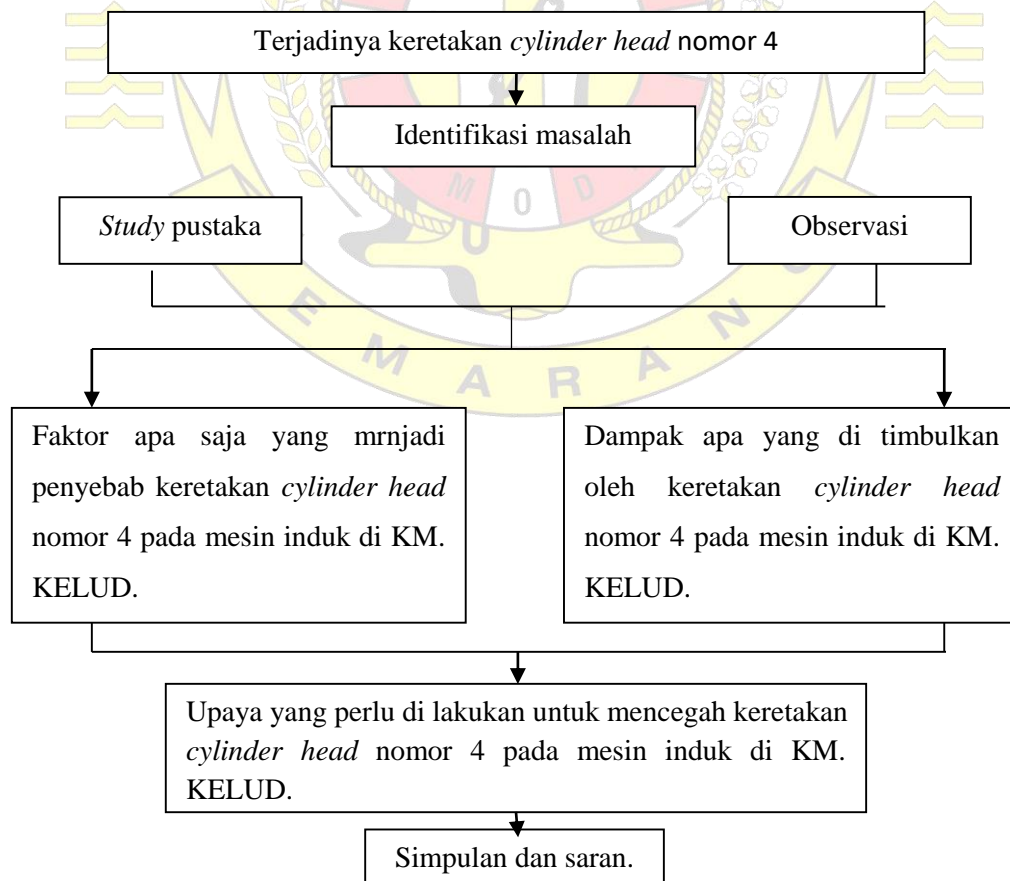 Terjadinya keretakan cylinder head nomor 4
Identifikasi masalah
M O D
U
Study pustaka
Observasi
E M A R A N G
Faktor apa saja yang mrnjadi
penyebab keretakan cylinder head
nomor 4 pada mesin induk di KM.
KELUD.
Dampak apa yang di timbulkan
oleh keretakan cylinder head
nomor 4 pada mesin induk di KM.
KELUD.
Upaya yang perlu di lakukan untuk mencegah keretakan
cylinder head nomor 4 pada mesin induk di KM.
KELUD.
Simpulan dan saran.